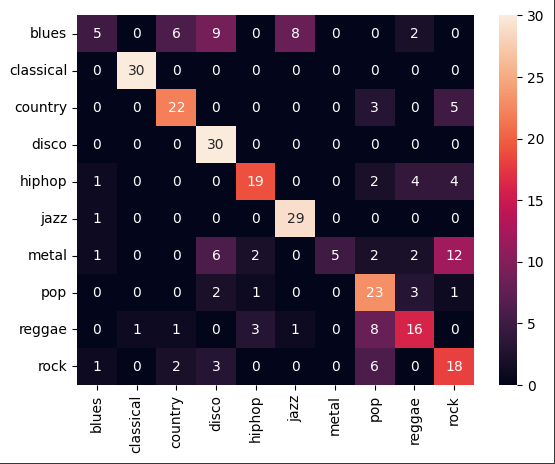 blues 5 0 6 9 0 8 0 0 2 0
classical 0 30 0 0 0 0 0 0 0 0
country 0 0 22 0 0 0 0 3 0 5
disco 0 0 0 30 0 0 0 0 0 0
hiphop 1 0 0 0 19 0 0 2 4 4
jazz 1 0 0 0 0 29 0 0 0 0
metal 1 0 0 6 2 0 5 2 2 12
pop 0 0 0 2 1 0 0 23 3 1
reggae 0 1 1 0 3 1 0 8 16 0
rock 1 0 2 3 0 0 0 6 0 18
blues classical country disco hiphop jazz metal pop reggae rock
30
25
20
15
10
5
0